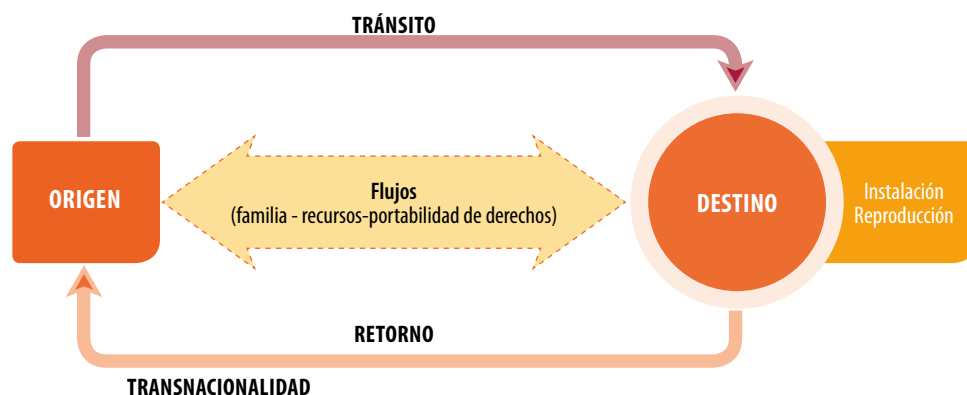 TRÁNSITO
ORIGEN
Flujos
(familia - recursos-portabilidad de derechos)
DESTINO
Instalación
Reproducción
RETORNO
TRANSNACIONALIDAD